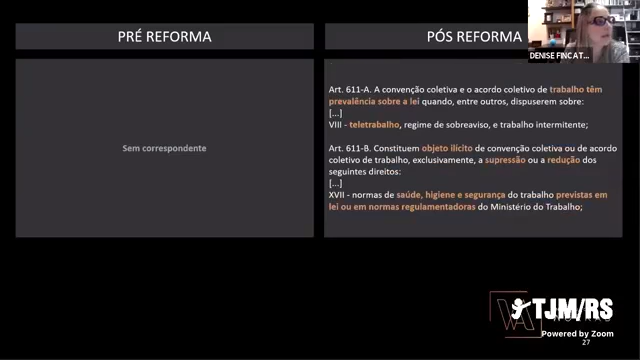 PRÉ REFORMA
PÓS REFORMA
DENISE FINCAT...
Sem correspondente
Art. 611-A. A convenção coletiva e o acordo coletivo de trabalho têm
prevalência sobre a lei quando, entre outros, dispuserem sobre:
[...]
VIII - teletrabalho, regime de sobreaviso, e trabalho intermitente;
Art. 611-B. Constituem objeto ilícito de convenção coletiva ou de acordo
coletivo de trabalho, exclusivamente, a supressão ou a redução dos
seguintes direitos:
[...]
XVII - normas de saúde, higiene e segurança do trabalho previstas em
lei ou em normas regulamentadoras do Ministério do Trabalho;
TJM/RS
Powered by Zoom
27